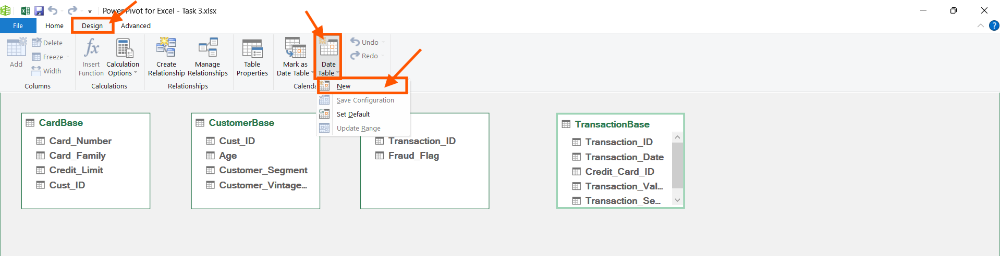 Power Pivot for Excel - Task 3.xlsx
File Home Design Advanced
?
Add
Delete
Freeze
Width
Columns
fx
Insert
Function
Calculation
Options
Calculations
Create
Relationship
Manage
Relationships
Relationships
Table
Properties
Mark as
Date Table
Date
Table
Calenda
Undo
Redo
New
Save Configuration
Set Default
Update Range
CardBase
Card_Number
Card_Family
Credit_Limit
Cust_ID
CustomerBase
Cust_ID
Age
Customer_Segment
Customer_Vintage...
Transaction_ID
Fraud_Flag
TransactionBase
Transaction_ID
Transaction_Date
Credit_Card_ID
Transaction_Val...
Transaction_Se...